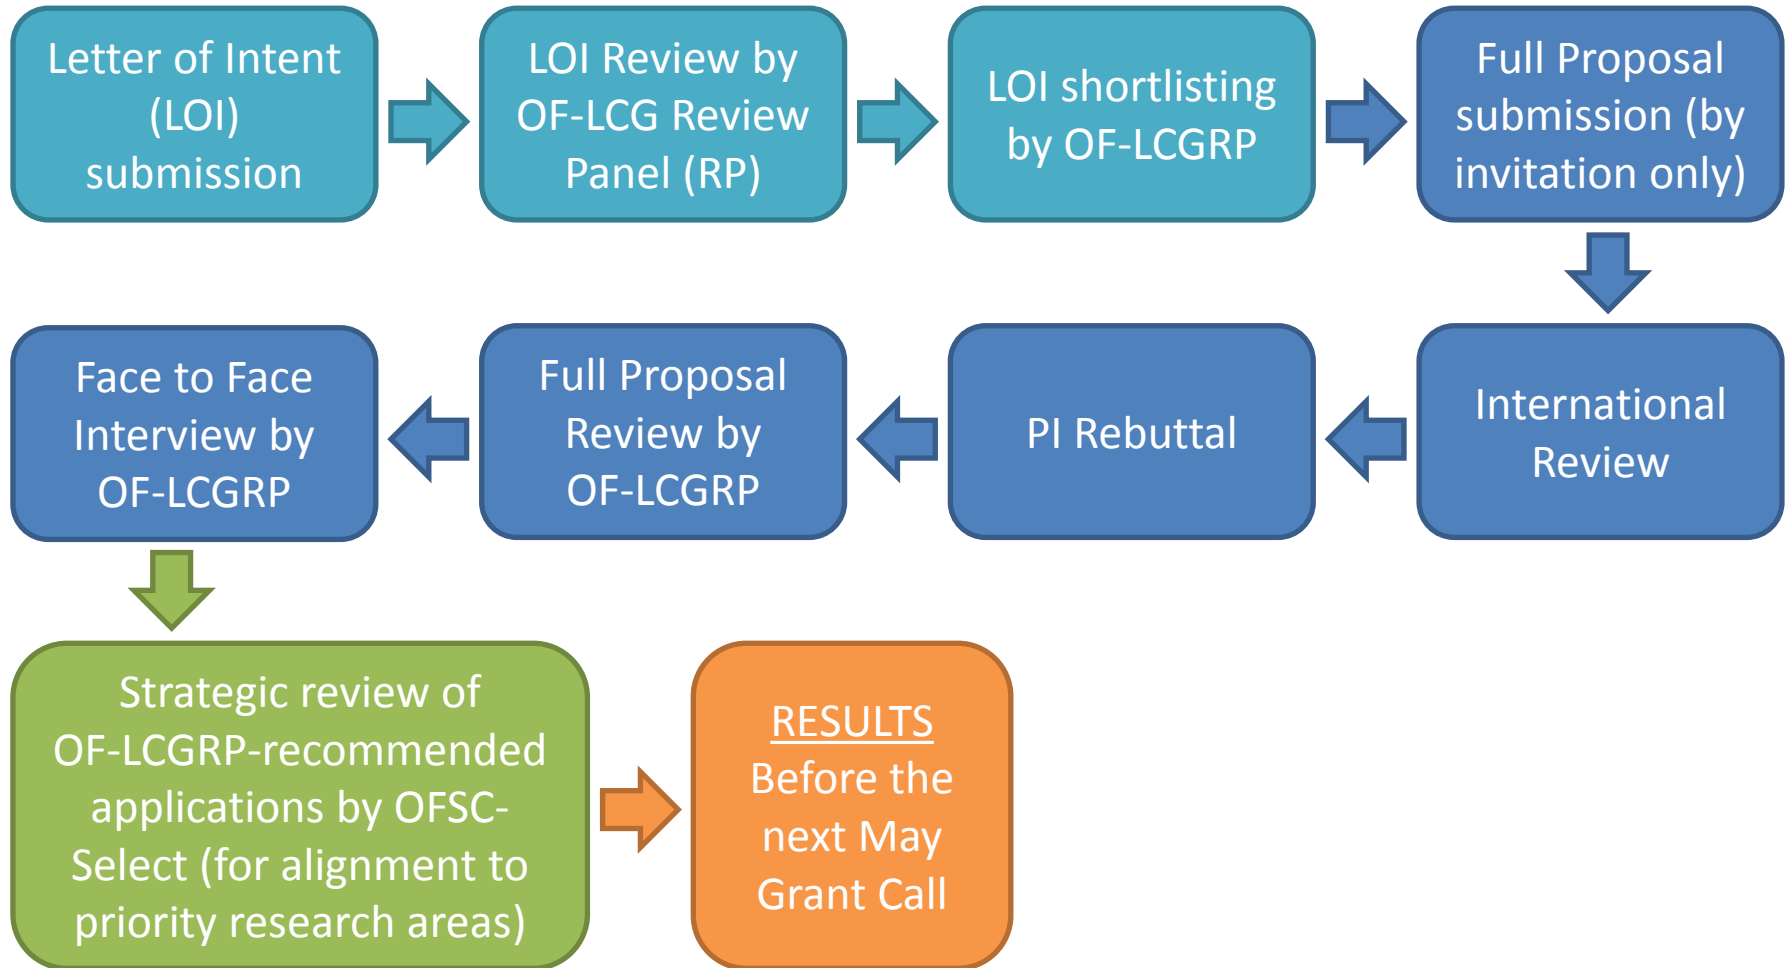 Letter of Intent
(LOI)
submission
LOI Review by
OF-LCG Review
Panel (RP)
LOI shortlisting
by OF-LCGRP
Full Proposal
submission (by
invitation only)
International
Review
PI Rebuttal
Full Proposal
Review by
OF-LCGRP
Face to Face
Interview by
OF-LCGRP
Strategic review of
OF-LCGRP-recommended
applications by OFSC-
Select (for alignment to
priority research areas)
RESULTS
Before the
next May
Grant Call